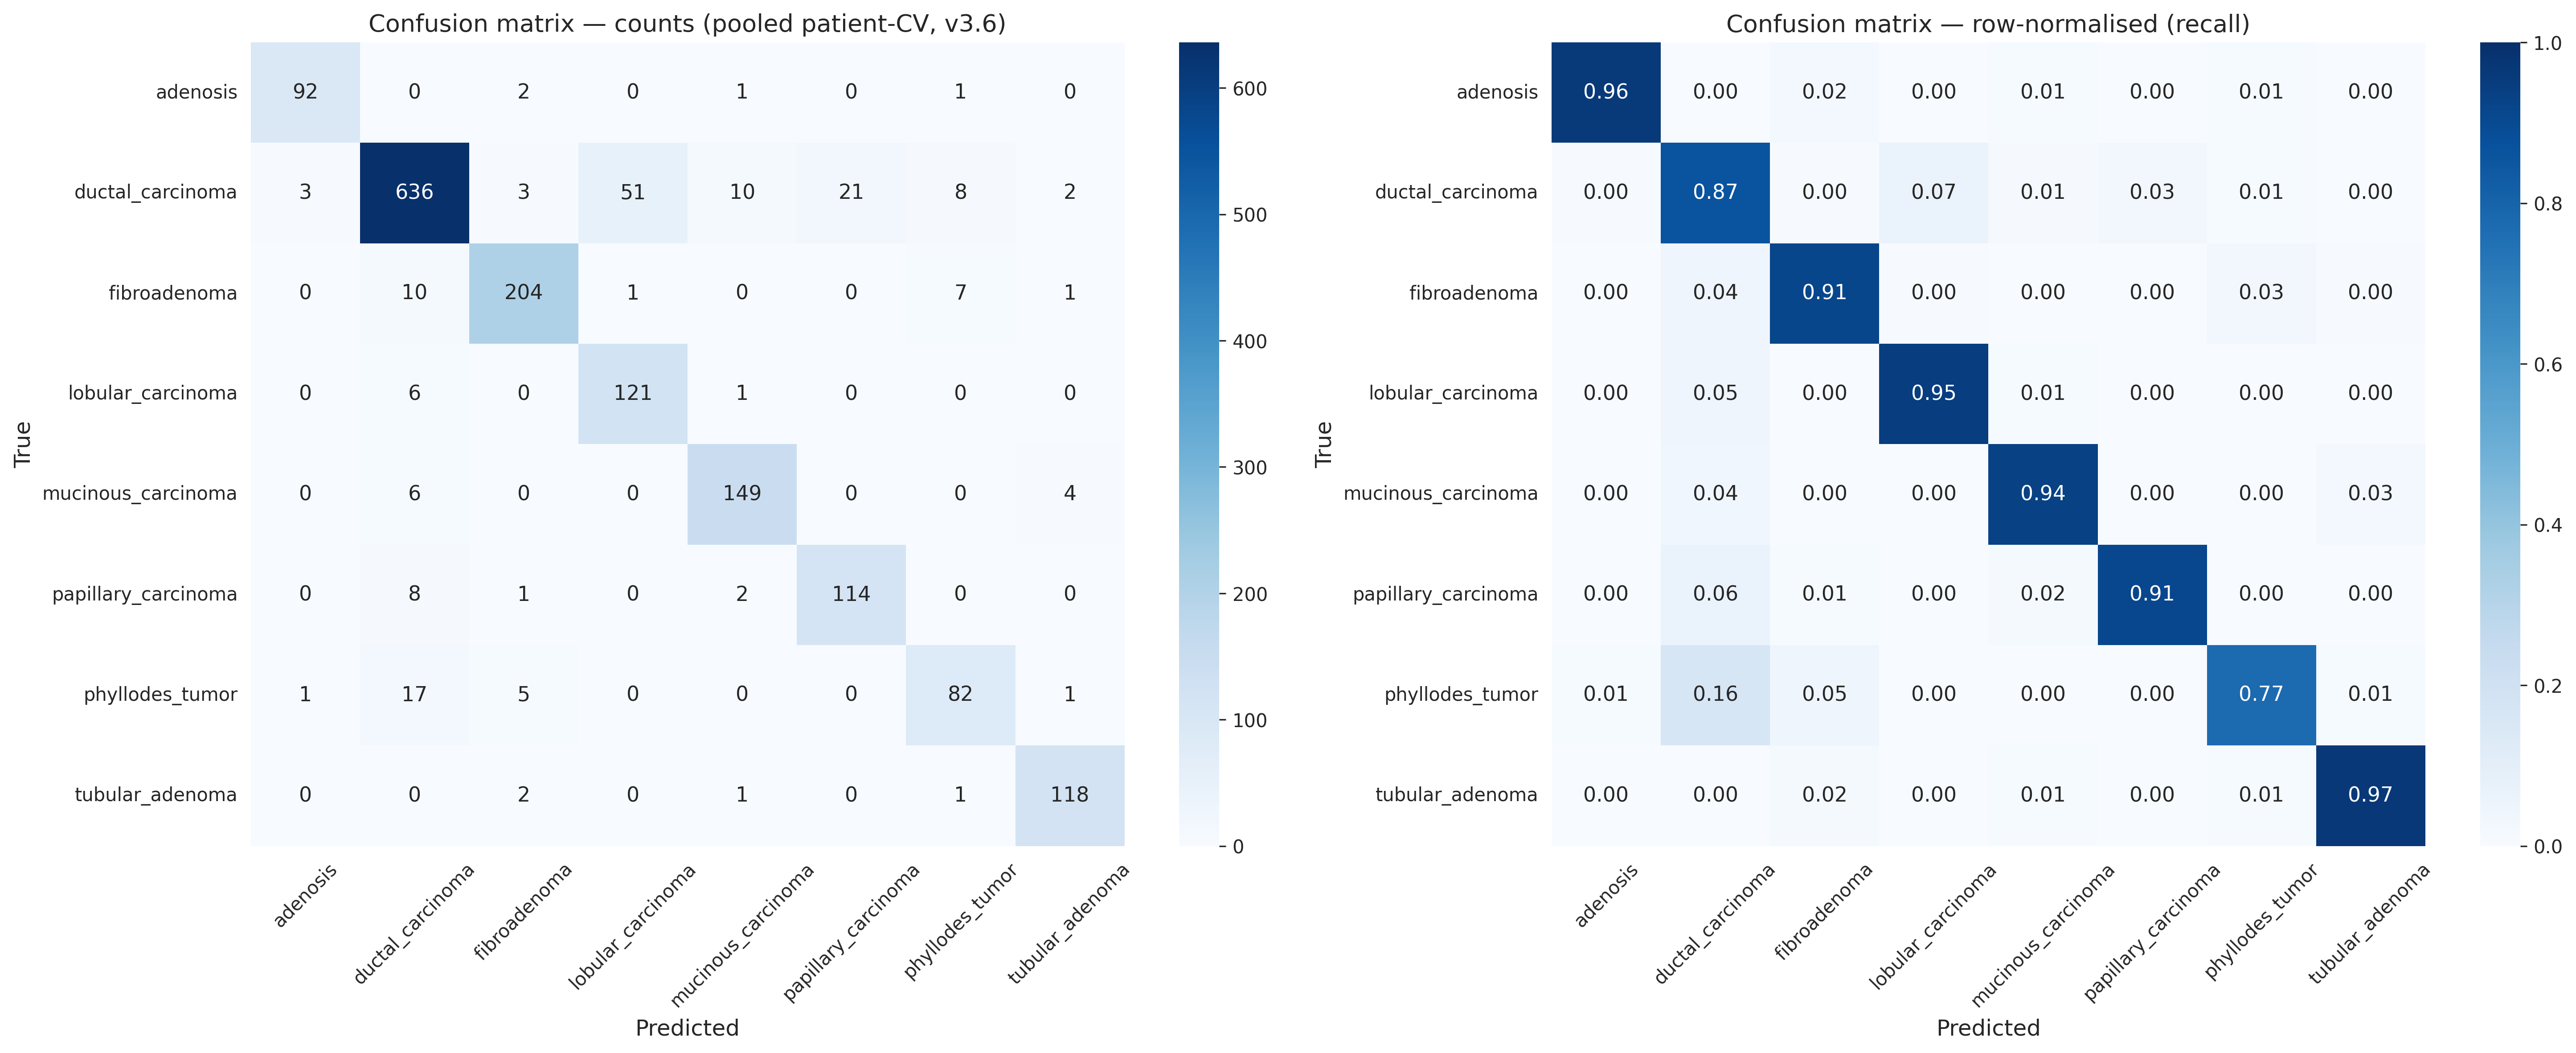 Confusion matrix — counts (pooled patient-CV, v3.6)
True
adenosis 92 0 2 0 1 0 1 0
ductal_carcinoma 3 636 3 51 10 21 8 2
fibroadenoma 0 10 204 1 0 0 7 1
lobular_carcinoma 0 6 0 121 1 0 0 0
mucinous_carcinoma 0 6 0 0 149 0 0 4
papillary_carcinoma 0 8 1 0 2 114 0 0
phyllodes_tumor 1 17 5 0 0 0 82 1
tubular_adenoma 0 0 2 0 1 0 1 118
adenosis
ductal_carcinoma
fibroadenoma
lobular_carcinoma
mucinous_carcinoma
papillary_carcinoma
phyllodes_tumor
tubular_adenoma
Predicted
600
500
400
300
200
100
0
Confusion matrix — row-normalised (recall)
True
adenosis 0.96 0.00 0.02 0.00 0.01 0.00 0.01 0.00
ductal_carcinoma 0.00 0.87 0.00 0.07 0.01 0.03 0.01 0.00
fibroadenoma 0.00 0.04 0.91 0.00 0.00 0.00 0.03 0.00
lobular_carcinoma 0.00 0.05 0.00 0.95 0.01 0.00 0.00 0.00
mucinous_carcinoma 0.00 0.04 0.00 0.00 0.94 0.00 0.00 0.03
papillary_carcinoma 0.00 0.06 0.01 0.00 0.02 0.91 0.00 0.00
phyllodes_tumor 0.01 0.16 0.05 0.00 0.00 0.00 0.77 0.01
tubular_adenoma 0.00 0.00 0.02 0.00 0.01 0.00 0.01 0.97
adenosis
ductal_carcinoma
fibroadenoma
lobular_carcinoma
mucinous_carcinoma
papillary_carcinoma
phyllodes_tumor
tubular_adenoma
Predicted
1.0
0.8
0.6
0.4
0.2
0.0